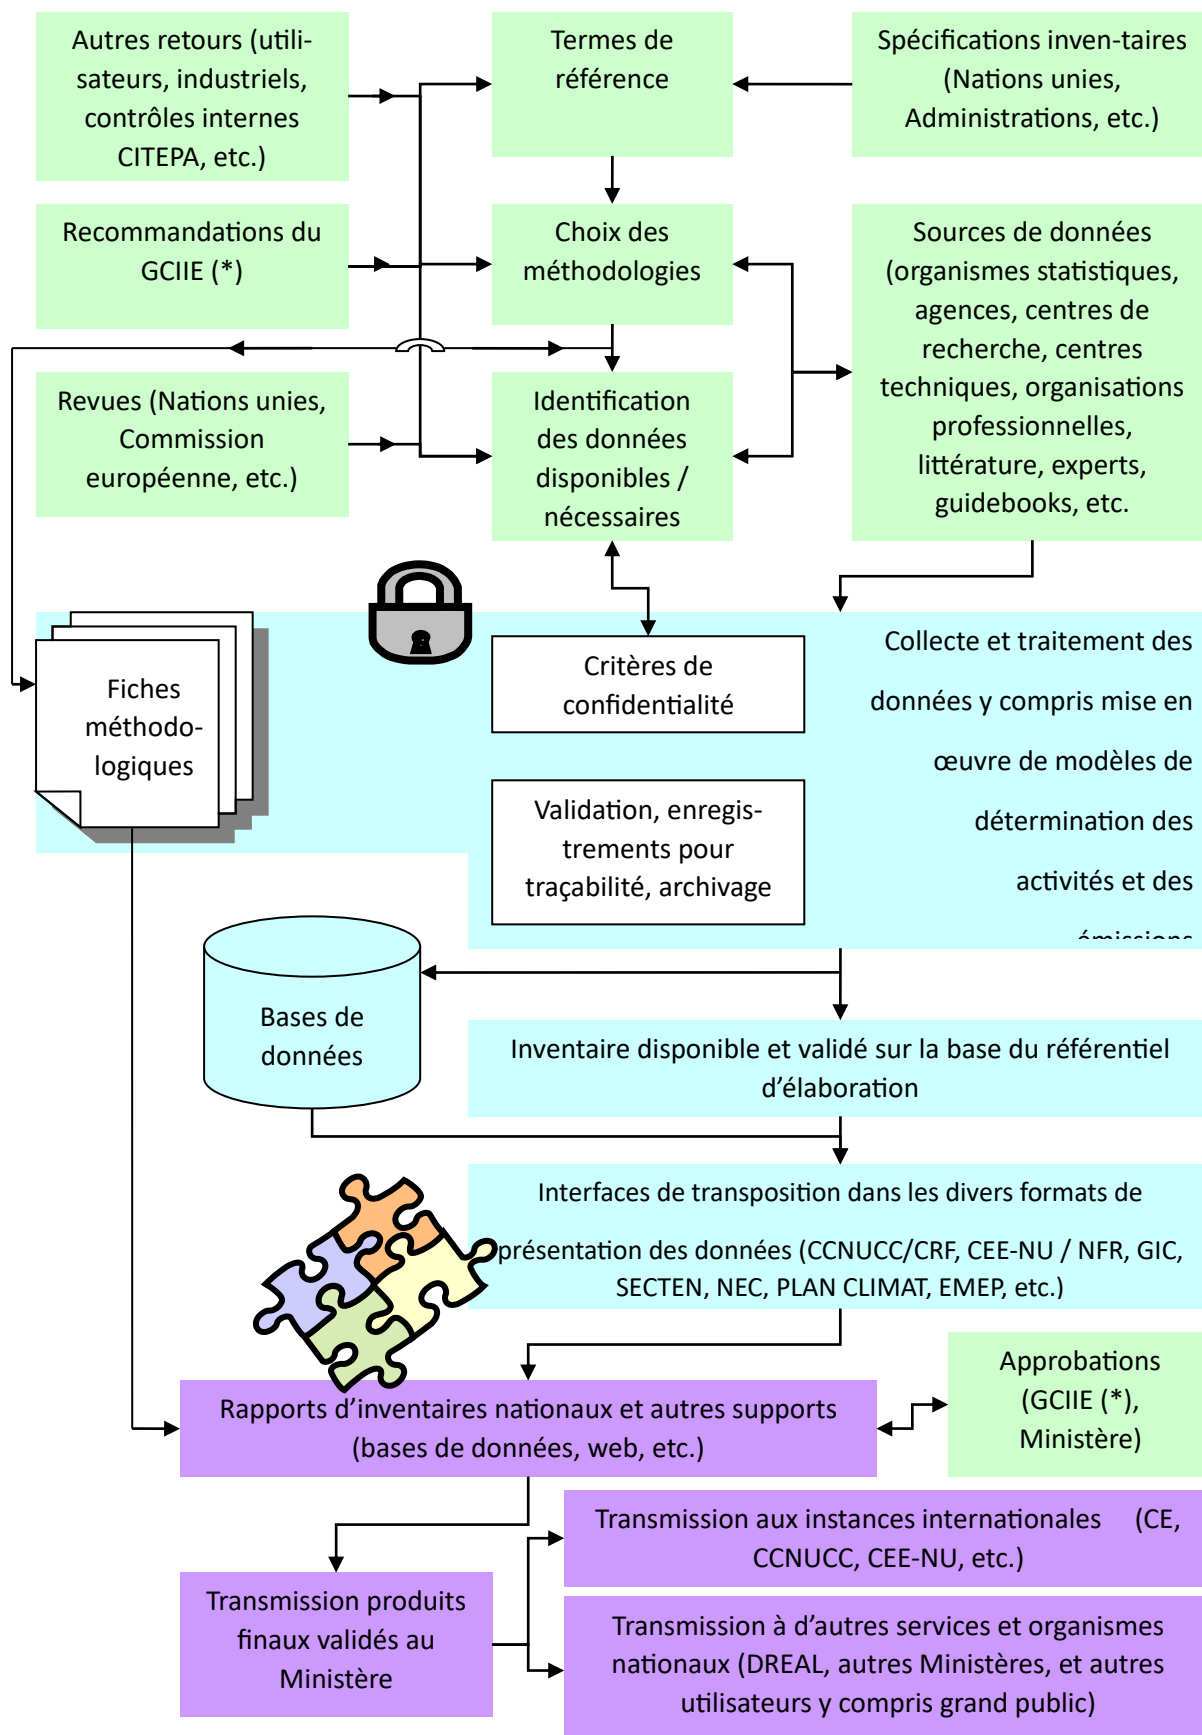 Autres retours (utili-
sateurs, industriels,
contrôles internes
CITEPA, etc.)
Termes de
référence
Spécifications inven-taires
(Nations unies,
Administrations, etc.)
Recommandations du
GCIIE (*)
Choix des
méthodologies
Sources de données
(organismes statistiques,
agences, centres de
recherche, centres
techniques, organisations
professionnelles,
littérature, experts,
guidebooks, etc.
Revues (Nations unies,
Commission
européenne, etc.)
Identification
des données
disponibles /
nécessaires
Fiches
méthodo-
logiques
Critères de
confidentialité
Collecte et traitement des
données y compris mise en
œuvre de modèles de
détermination des
activités et des
émissions
Validation, enregis-
trements pour
traçabilité, archivage
Bases de
données
Inventaire disponible et validé sur la base du référentiel
d’élaboration
Interfaces de transposition dans les divers formats de
présentation des données (CCNUCC/CRF, CEE-NU / NFR, GIC,
SECTEN, NEC, PLAN CLIMAT, EMEP, etc.)
Rapports d’inventaires nationaux et autres supports
(bases de données, web, etc.)
Approbations
(GCIIE (*),
Ministère)
Transmission produits
finaux validés au
Ministère
Transmission aux instances internationales (CE,
CCNUCC, CEE-NU, etc.)
Transmission à d’autres services et organismes
nationaux (DREAL, autres Ministères, et autres
utilisateurs y compris grand public)